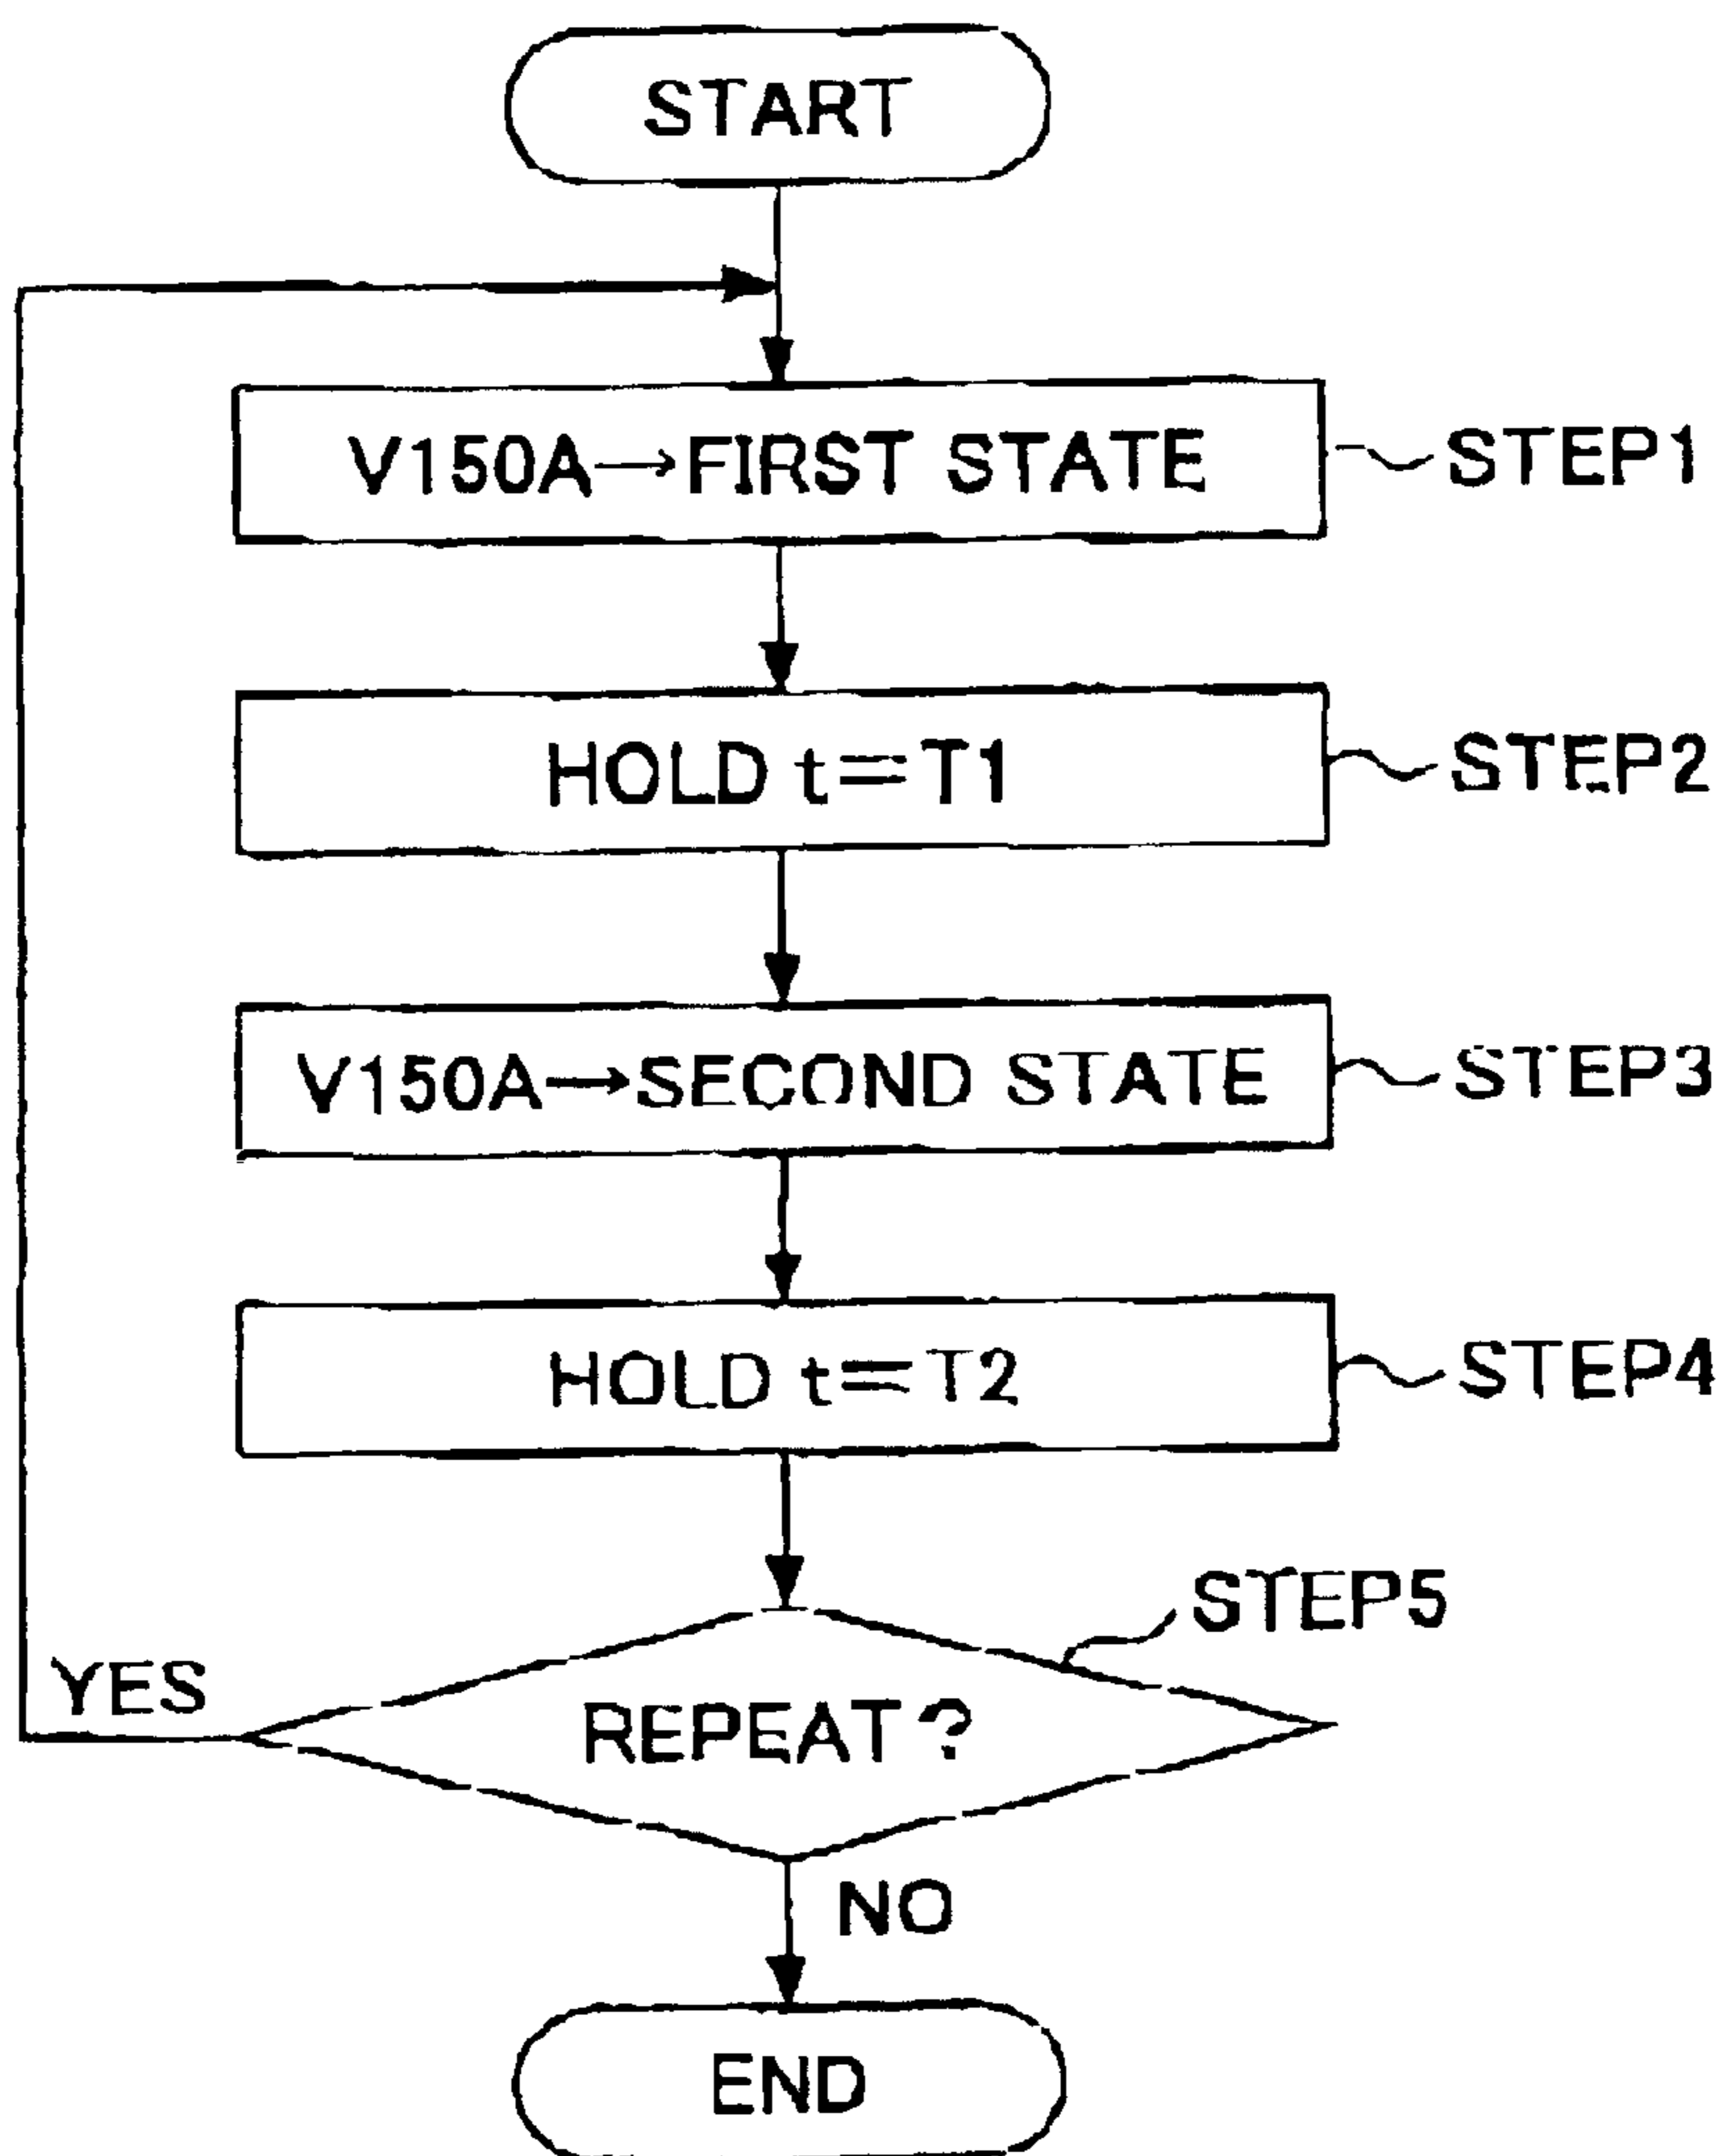 START
V150A→FIRST STATE
STEP1
HOLD t=T1
STEP2
V150A→SECOND STATE
STEP3
HOLD t=T2
STEP4
STEP5
YES
REPEAT?
NO
END